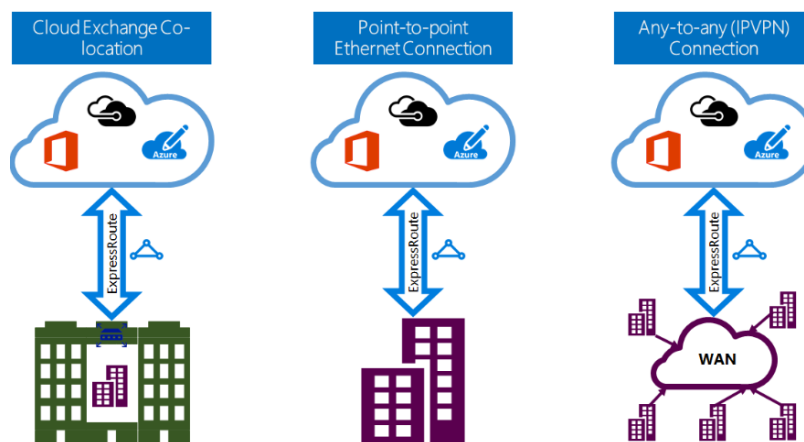 Cloud Exchange Co-
location
Point-to-point
Ethernet Connection
Any-to-any (IPVPN)
Connection
Azure
Azure
Azure
ExpressRoute
ExpressRoute
ExpressRoute
WAN